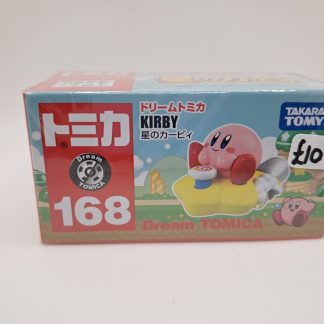 トミカ
®
Dream
TOMICA
168
ドリームトミカ
KIRBY
星のカービィ
TAKARA
TOMY
£10
Dream TOMICA